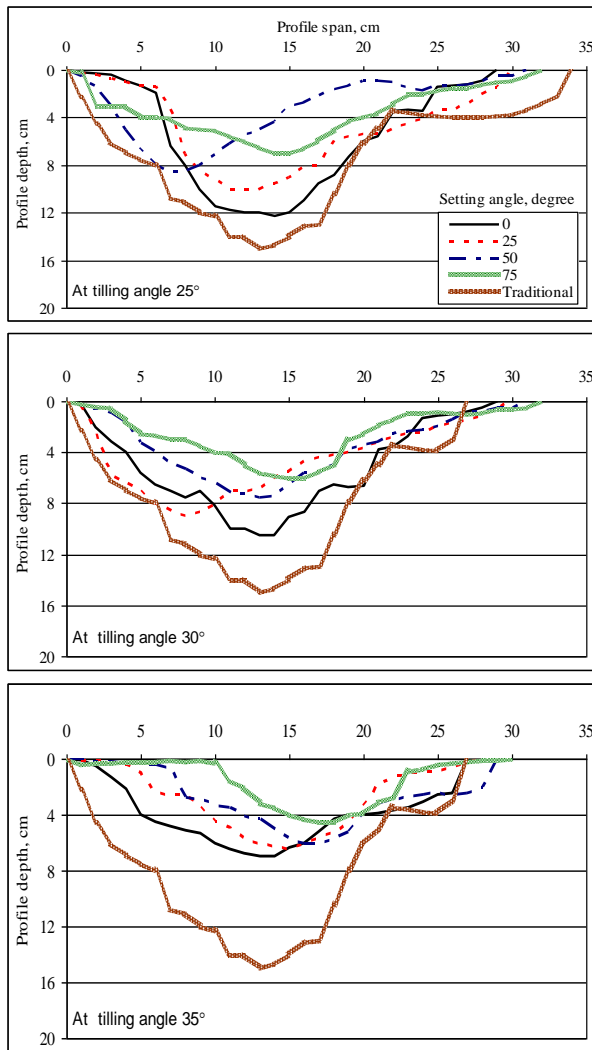 Profile span, cm
0 5 10 15 20 25 30 35
0
4
8
12
16
20
Profile depth, cm
Setting angle, degree
0
25
50
75
Traditional
At tilling angle 25°
0 5 10 15 20 25 30 35
0
4
8
12
16
20
Profile depth, cm
At tilling angle 30°
0 5 10 15 20 25 30 35
0
4
8
12
16
20
Profile depth, cm
At tilling angle 35°